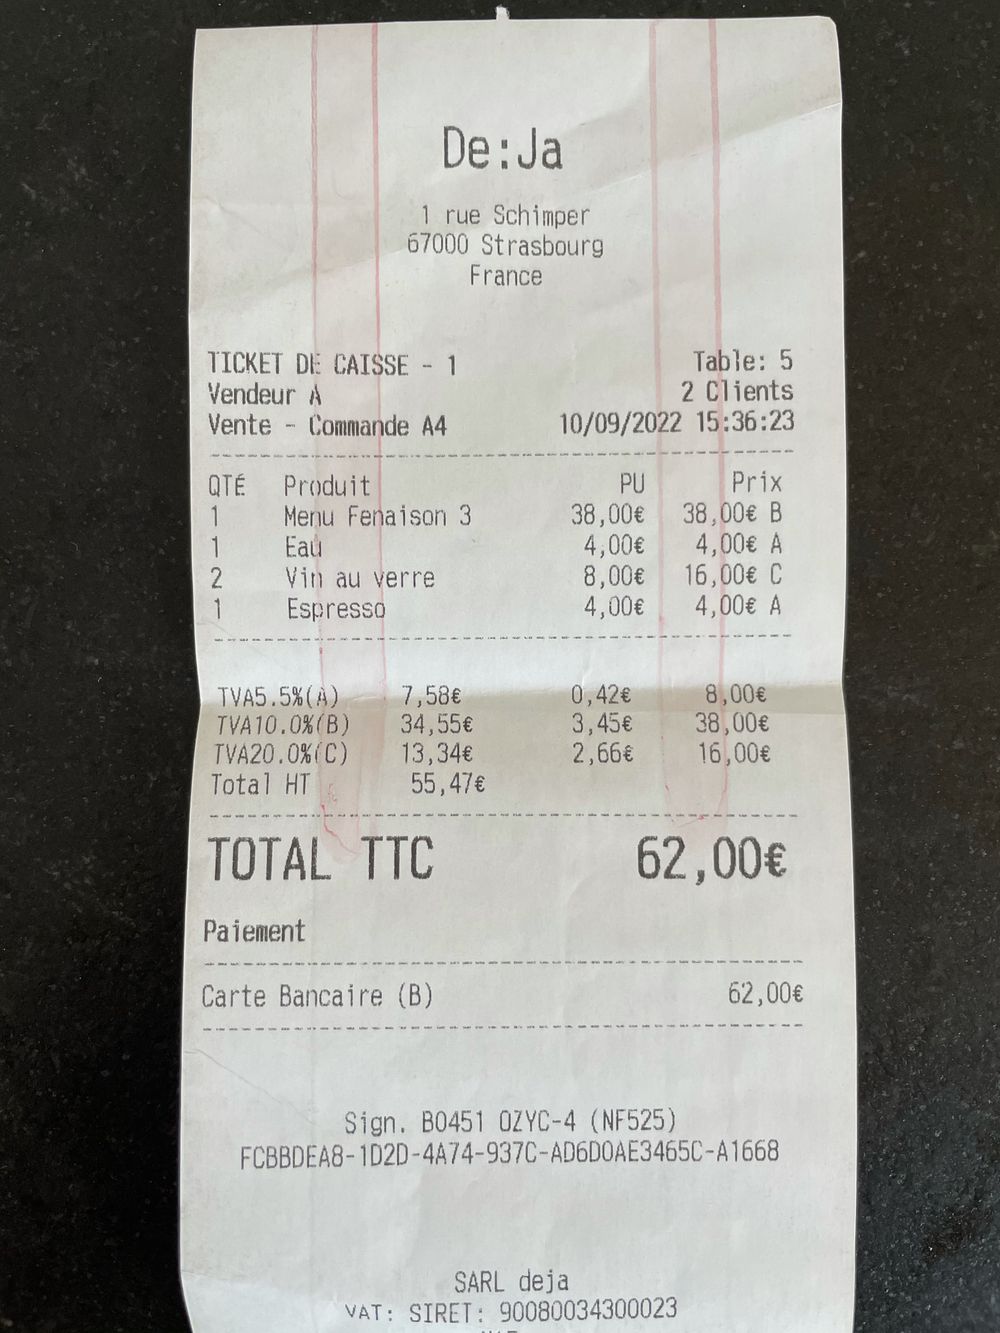 De:Ja
1 rue Schimper
67000 Strasbourg
France
TICKET DE CAISSE - 1 Table: 5
Vendeur A 2 Clients
Vente - Commande A4 10/09/2022 15:36:23
QTÉ Produit PU Prix
1 Menu Fenaison 3 38,00€ 38,00€ B
1 Eau 4,00€ 4,00€ A
2 Vin au verre 8,00€ 16,00€ C
1 Espresso 4,00€ 4,00€ A
TVA5.5%(A) 7,58€ 0,42€ 8,00€
TVA10.0%(B) 34,55€ 3,45€ 38,00€
TVA20.0%(C) 13,34€ 2,66€ 16,00€
Total HT 55,47€
TOTAL TTC 62,00€
Paiement
Carte Bancaire (B) 62,00€
Sign. B0451 OZYC-4 (NF525)
FCBBDEA8-1D2D-4A74-937C-AD6D0AE3465C-A1668
SARL deja
VAT: SIRET: 90080034300023